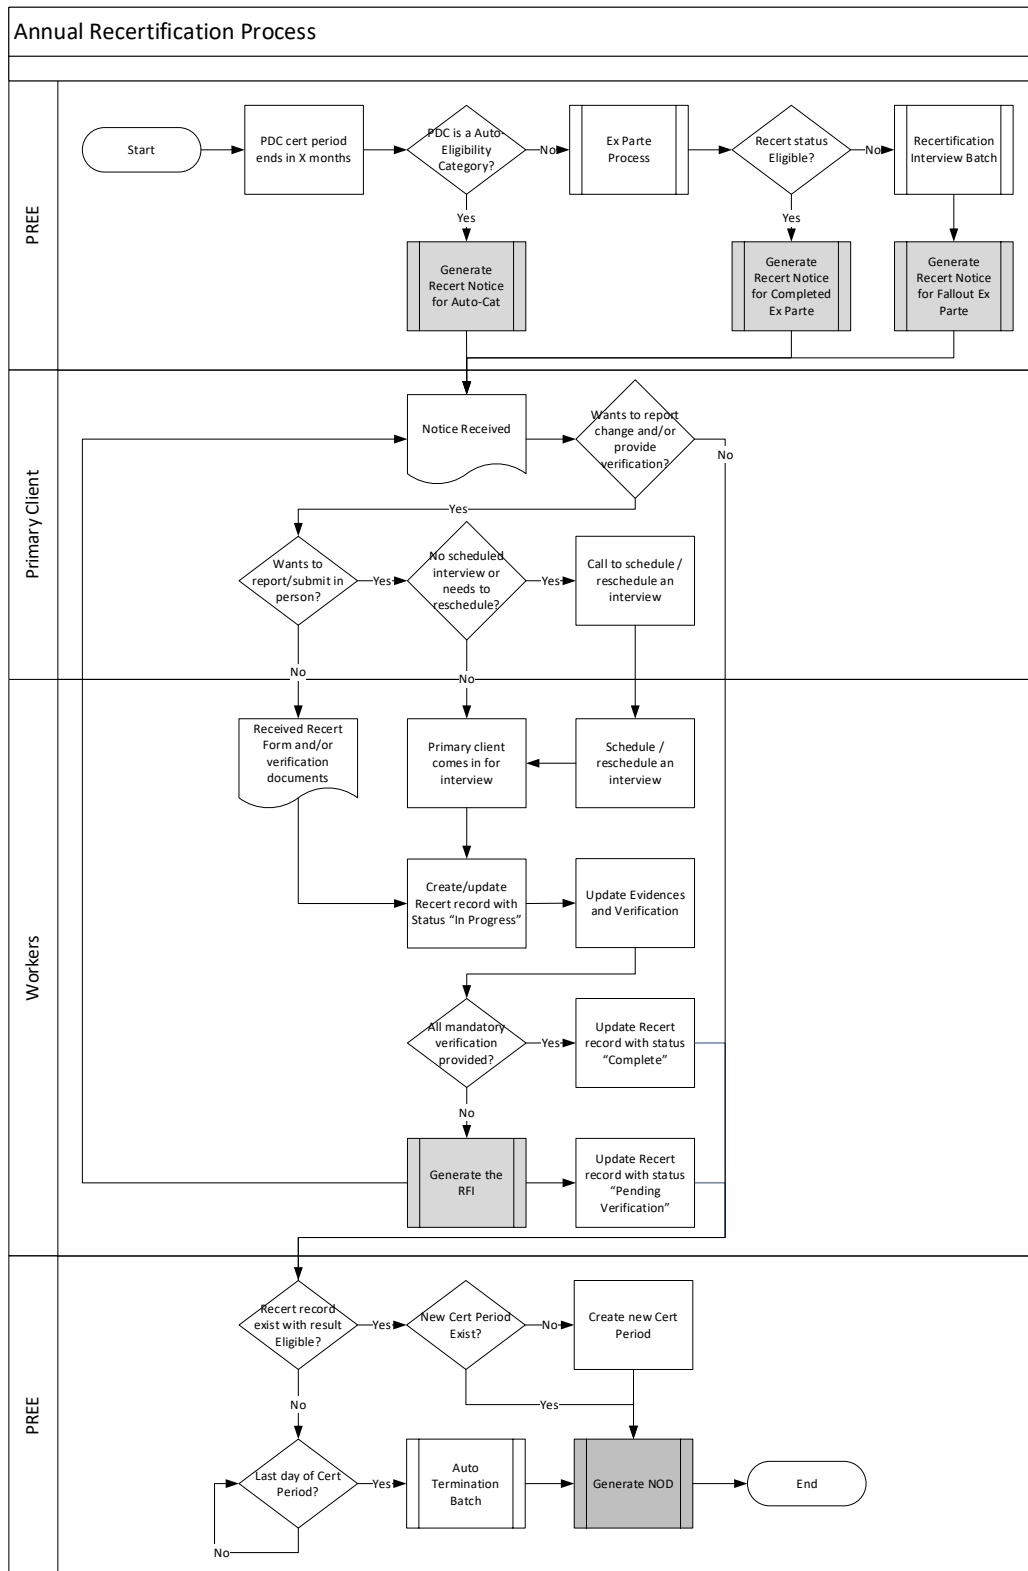 Annual Recertification Process
PREE
Start
PDC cert period
ends in X months
PDC is a Auto-
Eligibility
Category?
No
Ex Parte
Process
Recert status
Eligible?
No
Recertification
Interview Batch
Yes
Yes
Generate
Recert Notice
for Auto-Cat
Generate
Recert Notice
for Completed
Ex Parte
Generate
Recert Notice
for Fallout Ex
Parte
Primary Client
Notice Received
Wants to report
change and/or
provide
verification?
No
Yes
Wants to
report/submit in
person?
Yes
No scheduled
interview or
needs to
reschedule?
Yes
Call to schedule /
reschedule an
interview
No
No
Workers
Received Recert
Form and/or
verification
documents
Primary client
comes in for
interview
Schedule /
reschedule an
interview
Create/update
Recert record with
Status “In Progress”
Update Evidences
and Verification
All mandatory
verification
provided?
Yes
Update Recert
record with status
“Complete”
No
Generate the
RFI
Update Recert
record with status
“Pending
Verification”
PREE
Recert record
exist with result
Eligible?
Yes
New Cert Period
Exist?
No
Create new Cert
Period
No
Yes
Last day of Cert
Period?
Yes
Auto
Termination
Batch
Generate NOD
End
No